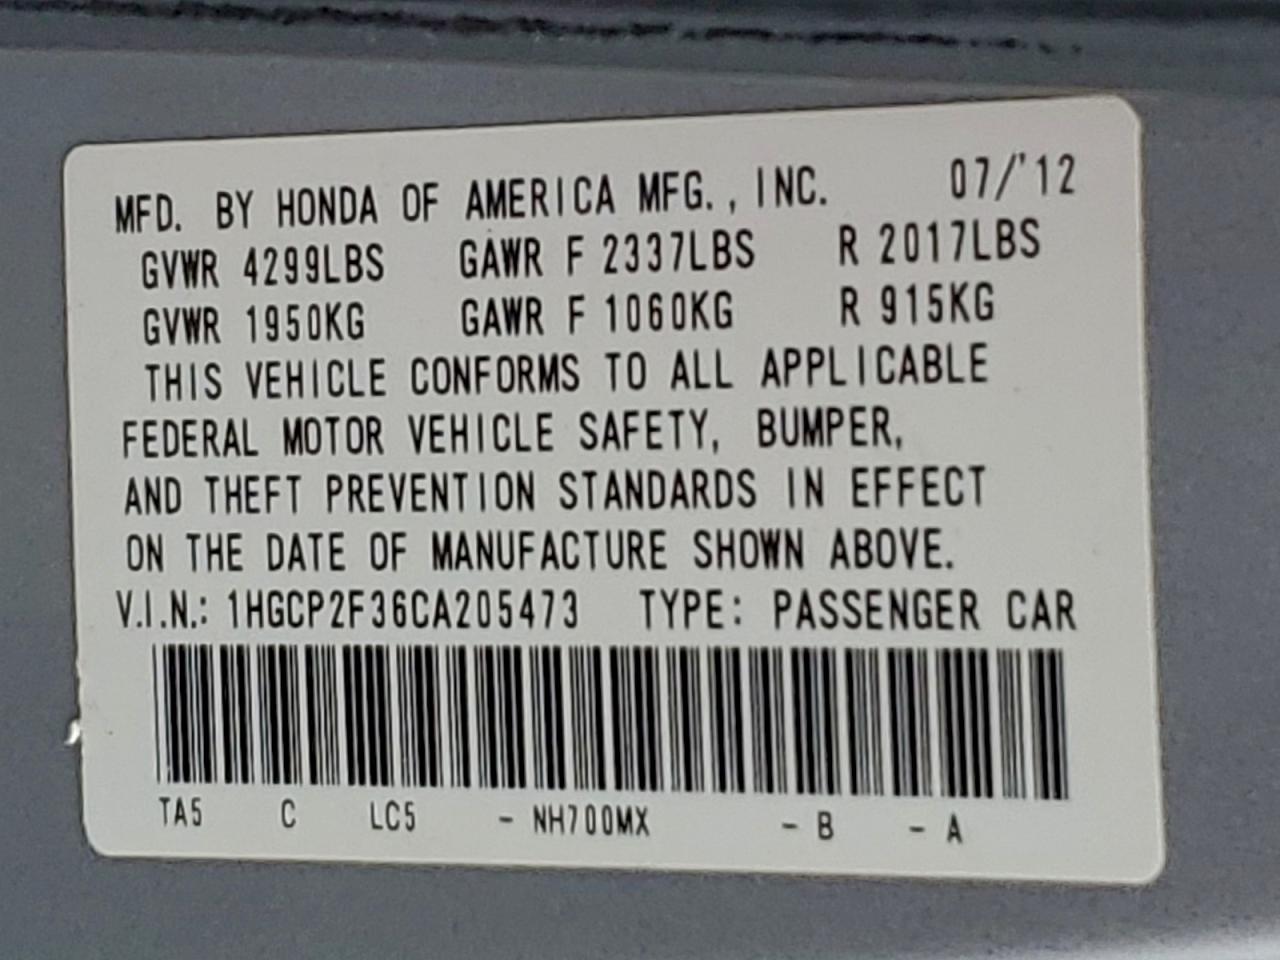 MFD. BY HONDA OF AMERICA MFG., INC. 07/'12
GVWR 4299LBS GAWR F 2337LBS R 2017LBS
GVWR 1950KG GAWR F 1060KG R 915KG
THIS VEHICLE CONFORMS TO ALL APPLICABLE
FEDERAL MOTOR VEHICLE SAFETY, BUMPER,
AND THEFT PREVENTION STANDARDS IN EFFECT
ON THE DATE OF MANUFACTURE SHOWN ABOVE.
V.I.N.: 1HGCP2F36CA205473 TYPE: PASSENGER CAR
TA5 C LC5 - NH700MX - B - A